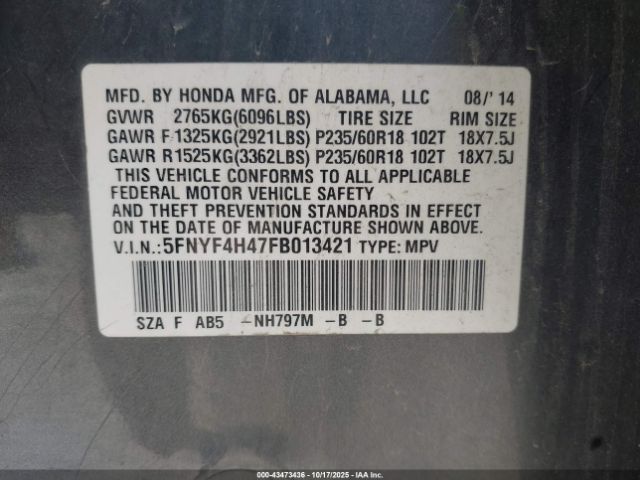 MFD. BY HONDA MFG. OF ALABAMA, LLC 08/'14
GVWR 2765KG(6096LBS) TIRE SIZE RIM SIZE
GAWR F 1325KG(2921LBS) P235/60R18 102T 18X7.5J
GAWR R 1525KG(3362LBS) P235/60R18 102T 18X7.5J
THIS VEHICLE CONFORMS TO ALL APPLICABLE
FEDERAL MOTOR VEHICLE SAFETY
AND THEFT PREVENTION STANDARDS IN EFFECT
ON THE DATE OF MANUFACTURE SHOWN ABOVE.
V.I.N.: 5FNYF4H47FB013421 TYPE: MPV
SZA F AB5 -NH797M -B -B
© 00-43473436 - 10/17/2025 - IAAI COPYRIGHT ©